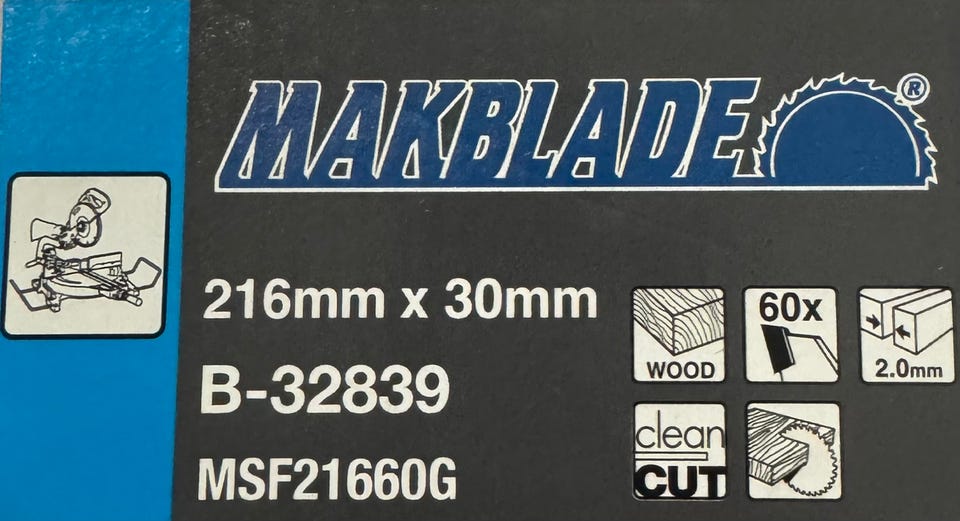 MAKBLADE®
216mm x 30mm
B-32839
MSF21660G
WOOD
60x
2.0mm
clean
CUT